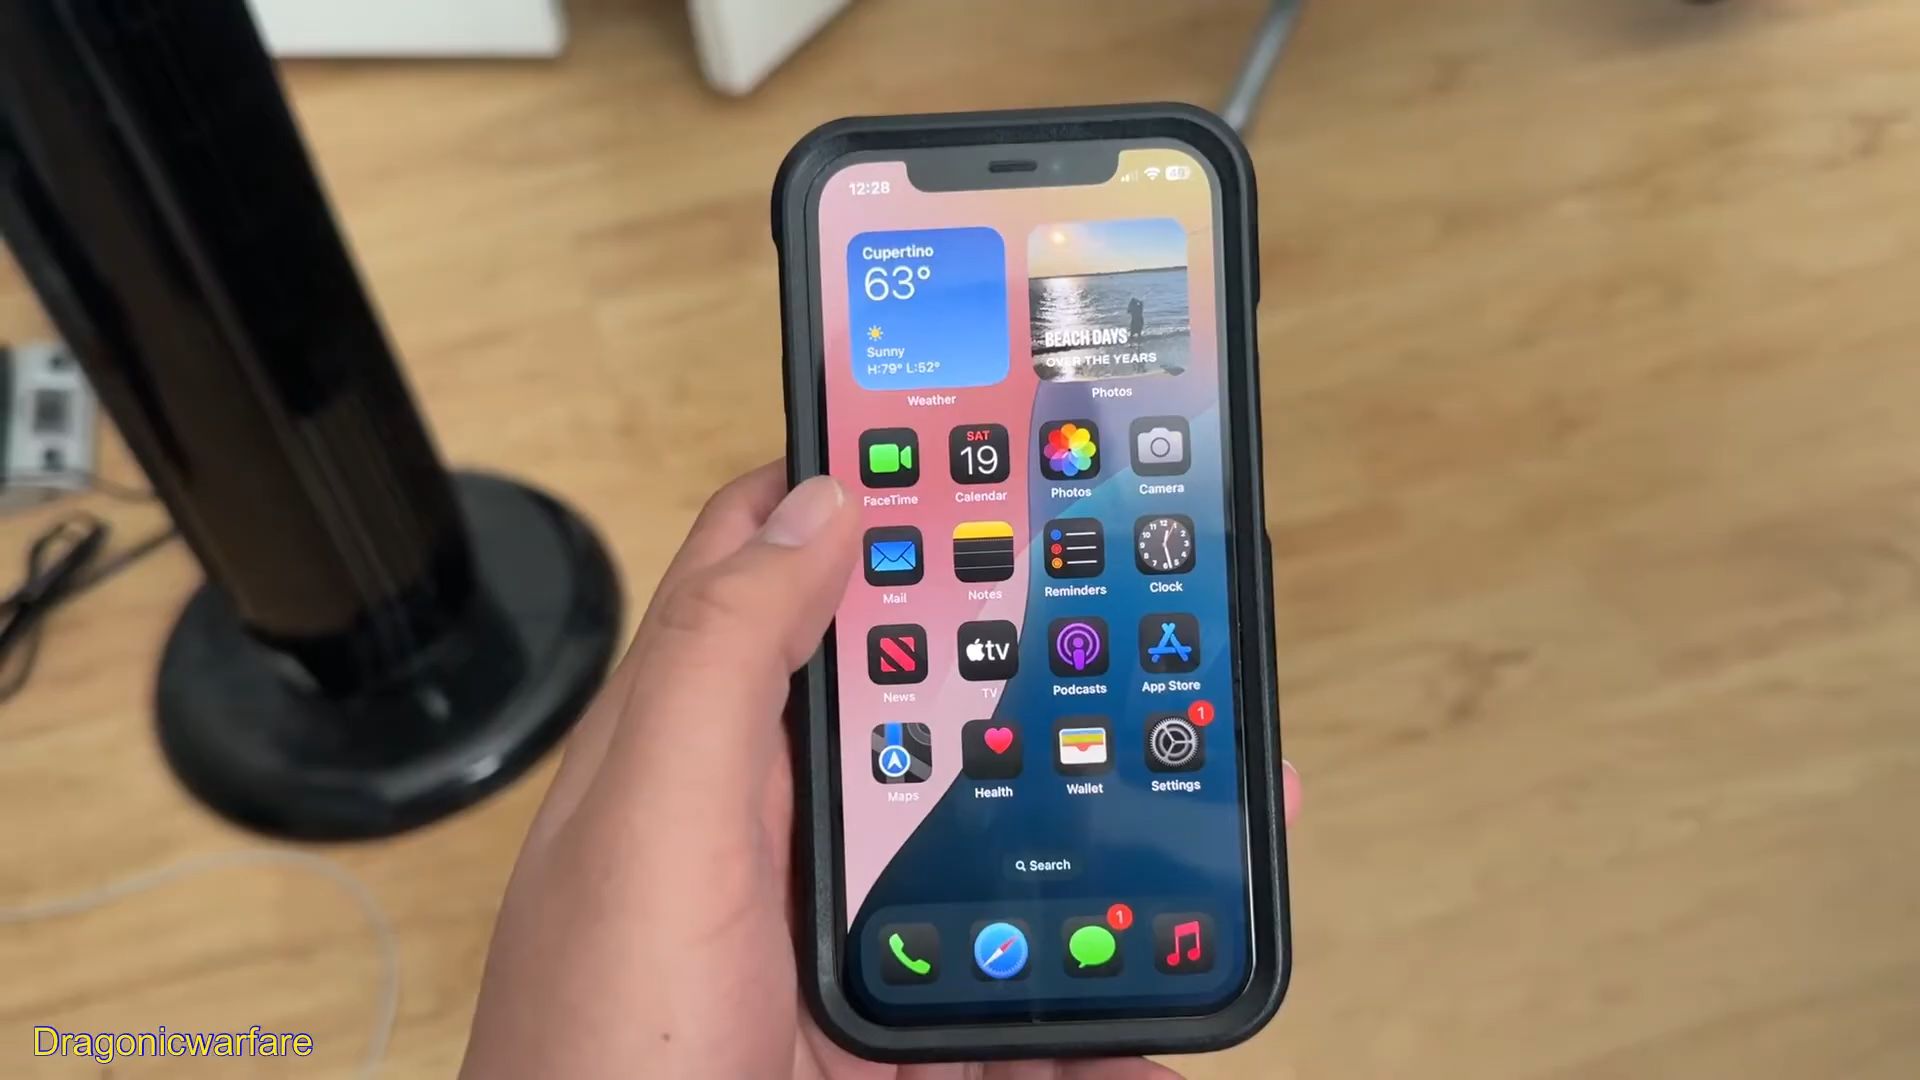 12:28
49
Cupertino
63°
Sunny
H:79° L:52°
Weather
BEACH DAYS
OVER THE YEARS
Photos
FaceTime
SAT
19
Calendar
Photos
Camera
Mail
Notes
Reminders
Clock
News
tv
TV
Podcasts
App Store
Maps
Health
Wallet
1
Settings
Search
1
Dragonicwarfare